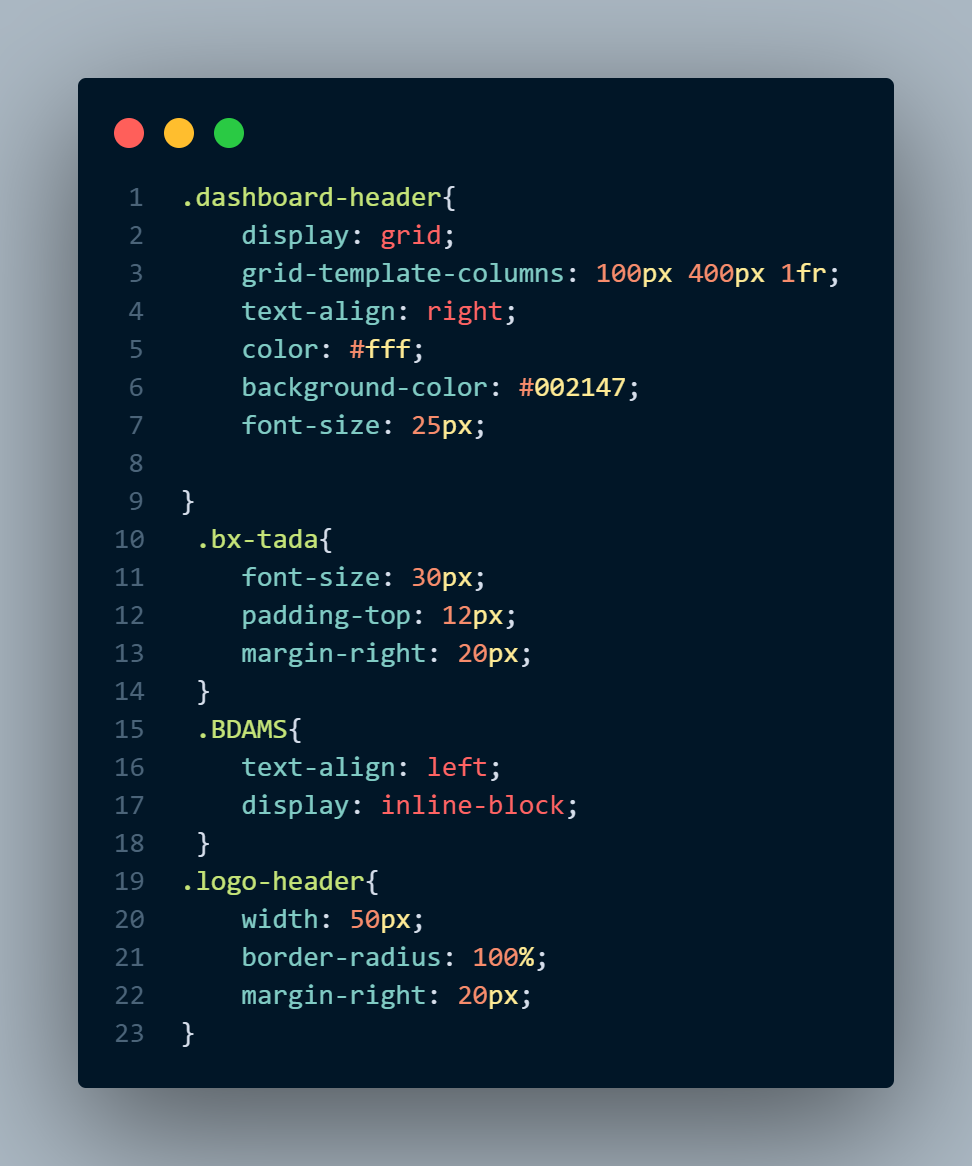 1 .dashboard-header{
2     display: grid;
3     grid-template-columns: 100px 400px 1fr;
4     text-align: right;
5     color: #fff;
6     background-color: #002147;
7     font-size: 25px;
8
9 }
10  .bx-tada{
11     font-size: 30px;
12     padding-top: 12px;
13     margin-right: 20px;
14  }
15  .BDAMS{
16     text-align: left;
17     display: inline-block;
18  }
19 .logo-header{
20     width: 50px;
21     border-radius: 100%;
22     margin-right: 20px;
23 }